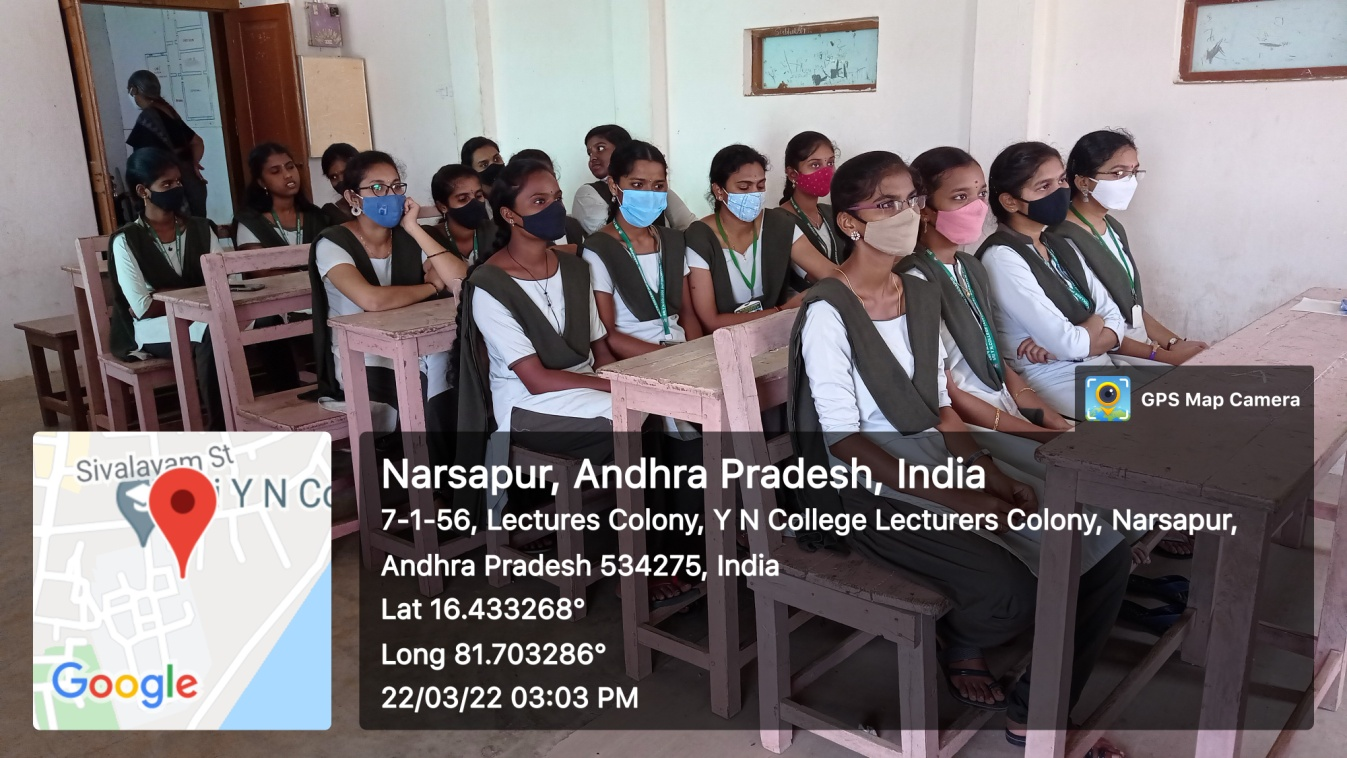 GPS Map Camera
Sivalayam St
i Y N Co
Google
Narsapur, Andhra Pradesh, India
7-1-56, Lectures Colony, Y N College Lecturers Colony, Narsapur,
Andhra Pradesh 534275, India
Lat 16.433268°
Long 81.703286°
22/03/22 03:03 PM